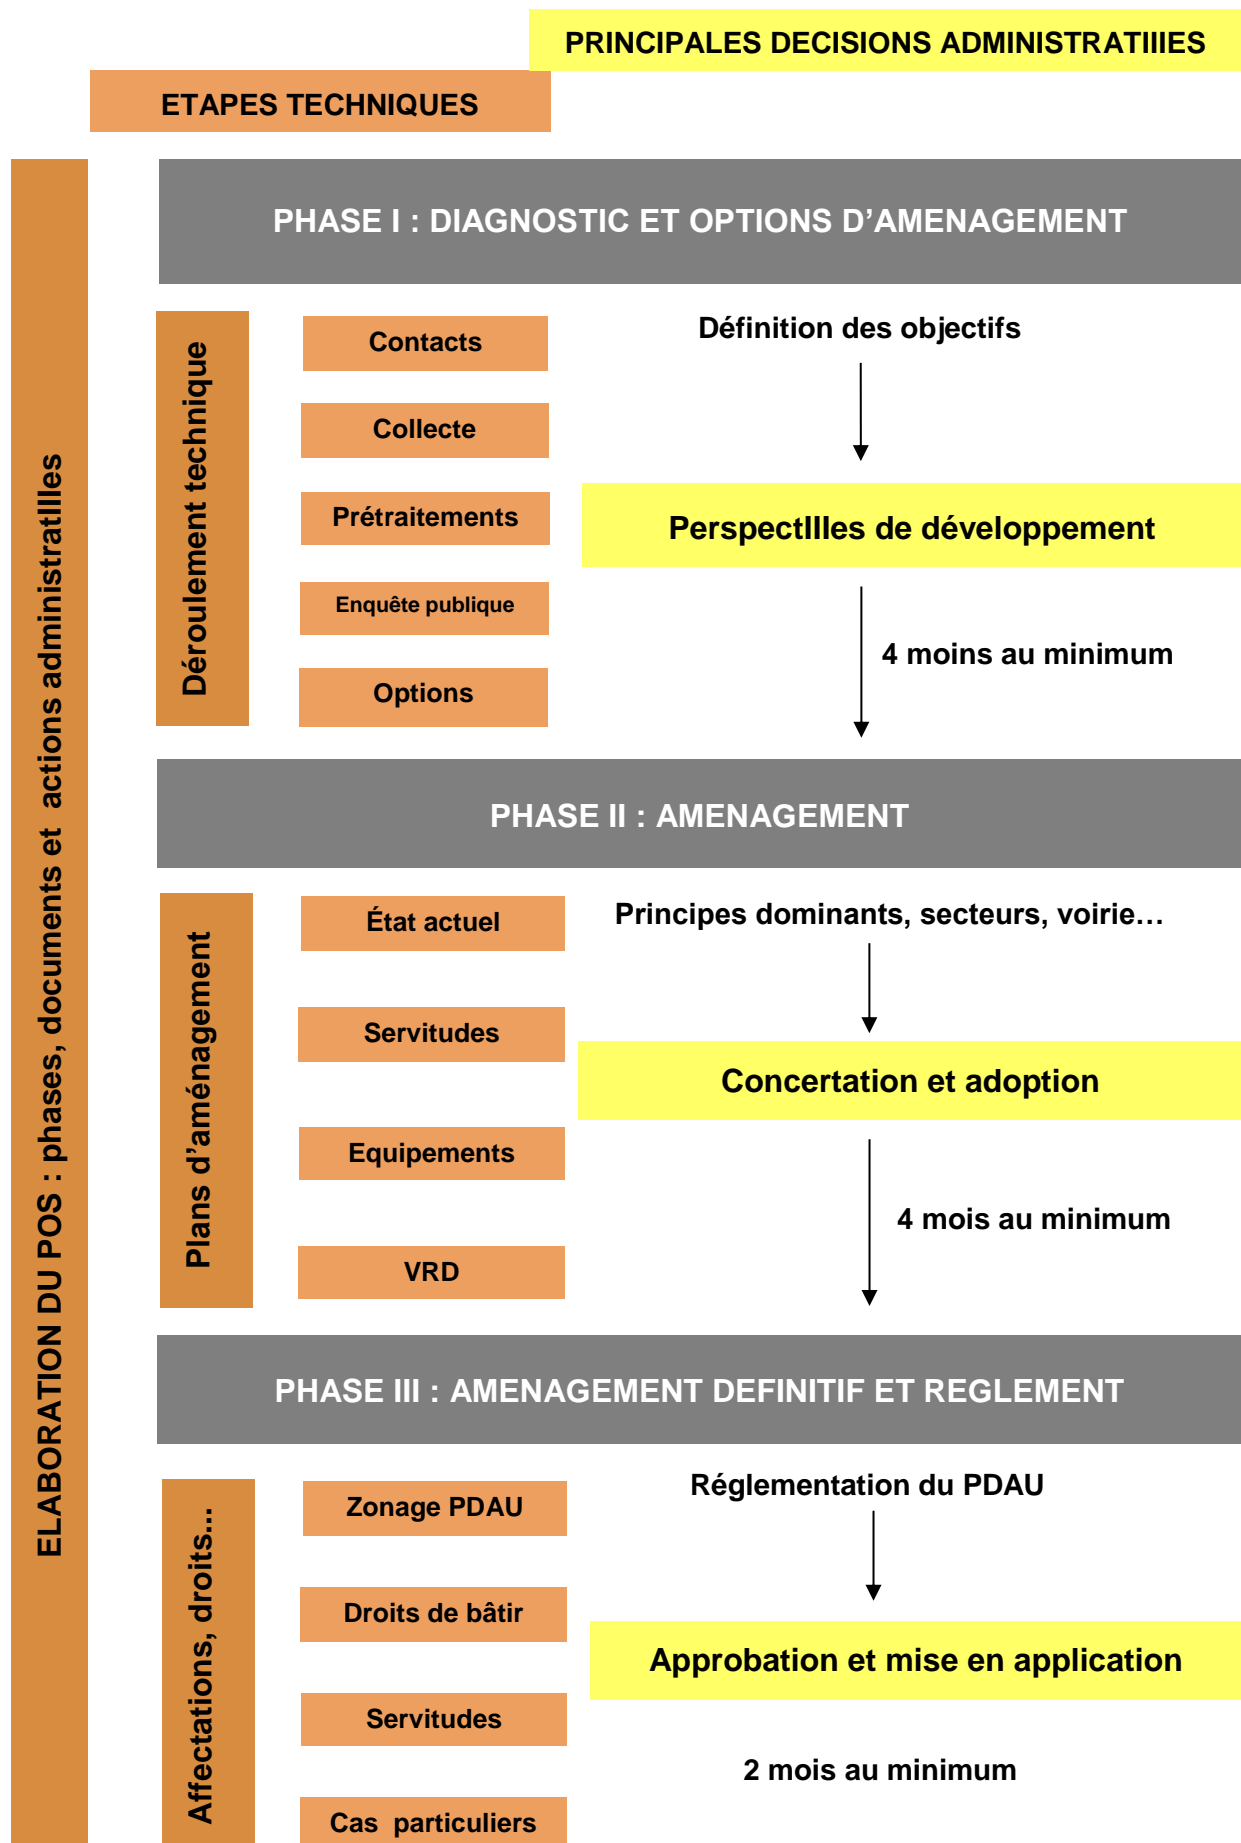 PRINCIPALES DECISIONS ADMINISTRATIIIES
ETAPES TECHNIQUES
ELABORATION DU POS : phases, documents et actions administratIIles
PHASE I : DIAGNOSTIC ET OPTIONS D’AMENAGEMENT
Déroulement technique
Contacts
Collecte
Prétraitements
Enquête publique
Options
Définition des objectifs
PerspectIIIes de développement
4 moins au minimum
PHASE II : AMENAGEMENT
Plans d’aménagement
État actuel
Servitudes
Equipements
VRD
Principes dominants, secteurs, voirie…
Concertation et adoption
4 mois au minimum
PHASE III : AMENAGEMENT DEFINITIF ET REGLEMENT
Affectations, droits…
Zonage PDAU
Droits de bâtir
Servitudes
Cas particuliers
Réglementation du PDAU
Approbation et mise en application
2 mois au minimum